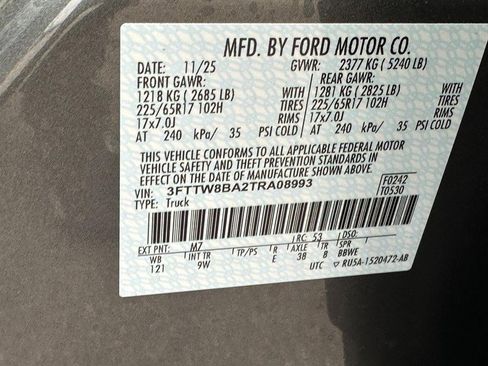 MFD. BY FORD MOTOR CO.
DATE: 11/25 GVWR: 2377 KG ( 5240 LB)
FRONT GAWR: REAR GAWR:
1218 KG ( 2685 LB) WITH 1281 KG ( 2825 LB) WITH
225/65R17 102H TIRES 225/65R17 102H TIRES
17x7.0J RIMS 17x7.0J RIMS
AT 240 kPa/ 35 PSI COLD AT 240 kPa/ 35 PSI COLD
THIS VEHICLE CONFORMS TO ALL APPLICABLE FEDERAL MOTOR
VEHICLE SAFETY AND THEFT PREVENTION STANDARDS IN
EFFECT ON THE DATE OF MANUFACTURE SHOWN ABOVE.
VIN: 3FTTW8BA2TRA08993 F0242
TYPE: Truck T0530
EXT PNT: M7 RC: 53 DSO:
WB INT TR TP/PS R AXLE TR SPR
121 9W E 38 8 BBWE
UTC ▼ RU5A-1520472-AB